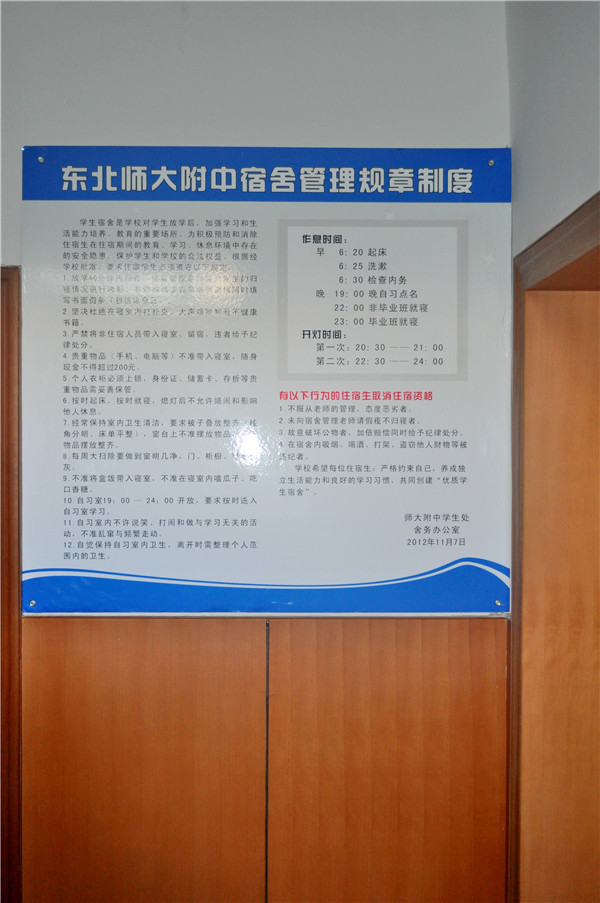 东北师大附中宿舍管理规章制度
学生宿舍是学校对学生放学后，加强学习和生
活能力培养、教育的重要场所。为积极预防和消除
住宿生在住宿期间的教育、学习、休息环境中存在
的安全隐患，保护学生和学校的合法权益，根据经
学校批准，要求住宿学生必须遵守以下规定：
1.放学
宿情况
写书面假条
2.坚决杜绝在寝室内打扑克、大声喧哗
书籍。
3.严禁将非住宿人员带入寝室、留宿，违者给予纪
律处分。
4.贵重物品（手机、电脑等）不准带入寝室，随身
现金不得超过200元。
5.个人衣柜必须上锁，身份证、储蓄卡、存折等贵
重物品需妥善保管。
6.按时起床，按时就寝，熄灯后不允许嬉闹和影响
他人休息。
7.经常保持室内卫生清洁，要求被子叠放整齐
角分明、床单平整），窗台上不准摆放物品
物品摆放整齐。
8.每周大扫除要做到窗明几净，门、柜橱
灰。
9.不准将盒饭带入寝室，不准在寝室内嗑瓜子、吃
口香糖。
10.自习室19：00 — 24：00 开放，要求按时进入
自习室学习。
11.自习室内不许说笑、打闹和做与学习无关的活
动，不准乱窜与频繁走动。
12.自觉保持自习室内卫生，离开时需整理个人范
围内的卫生。
作息时间：
早 6：20 起床
6：25 洗漱
6：30 检查内务
晚 19：00 晚自习点名
22：00 非毕业班就寝
23：00 毕业班就寝
开灯时间：
第一次：20：30 —— 21：00
第二次：22：30 —— 24：00
有以下行为的住宿生取消住宿资格
1.不服从老师的管理，态度恶劣者。
2.未向宿舍管理老师请假夜不归寝者。
3.故意破坏公物者，加倍赔偿同时给予纪律处分。
4.在宿舍内吸烟、喝酒、打架、盗窃他人财物等被
违纪者。
学校希望每位住宿生：严格约束自己，养成独
立生活能力和良好的学习习惯，共同创建“优质学
生宿舍”。
师大附中学生处
舍务办公室
2012年11月7日